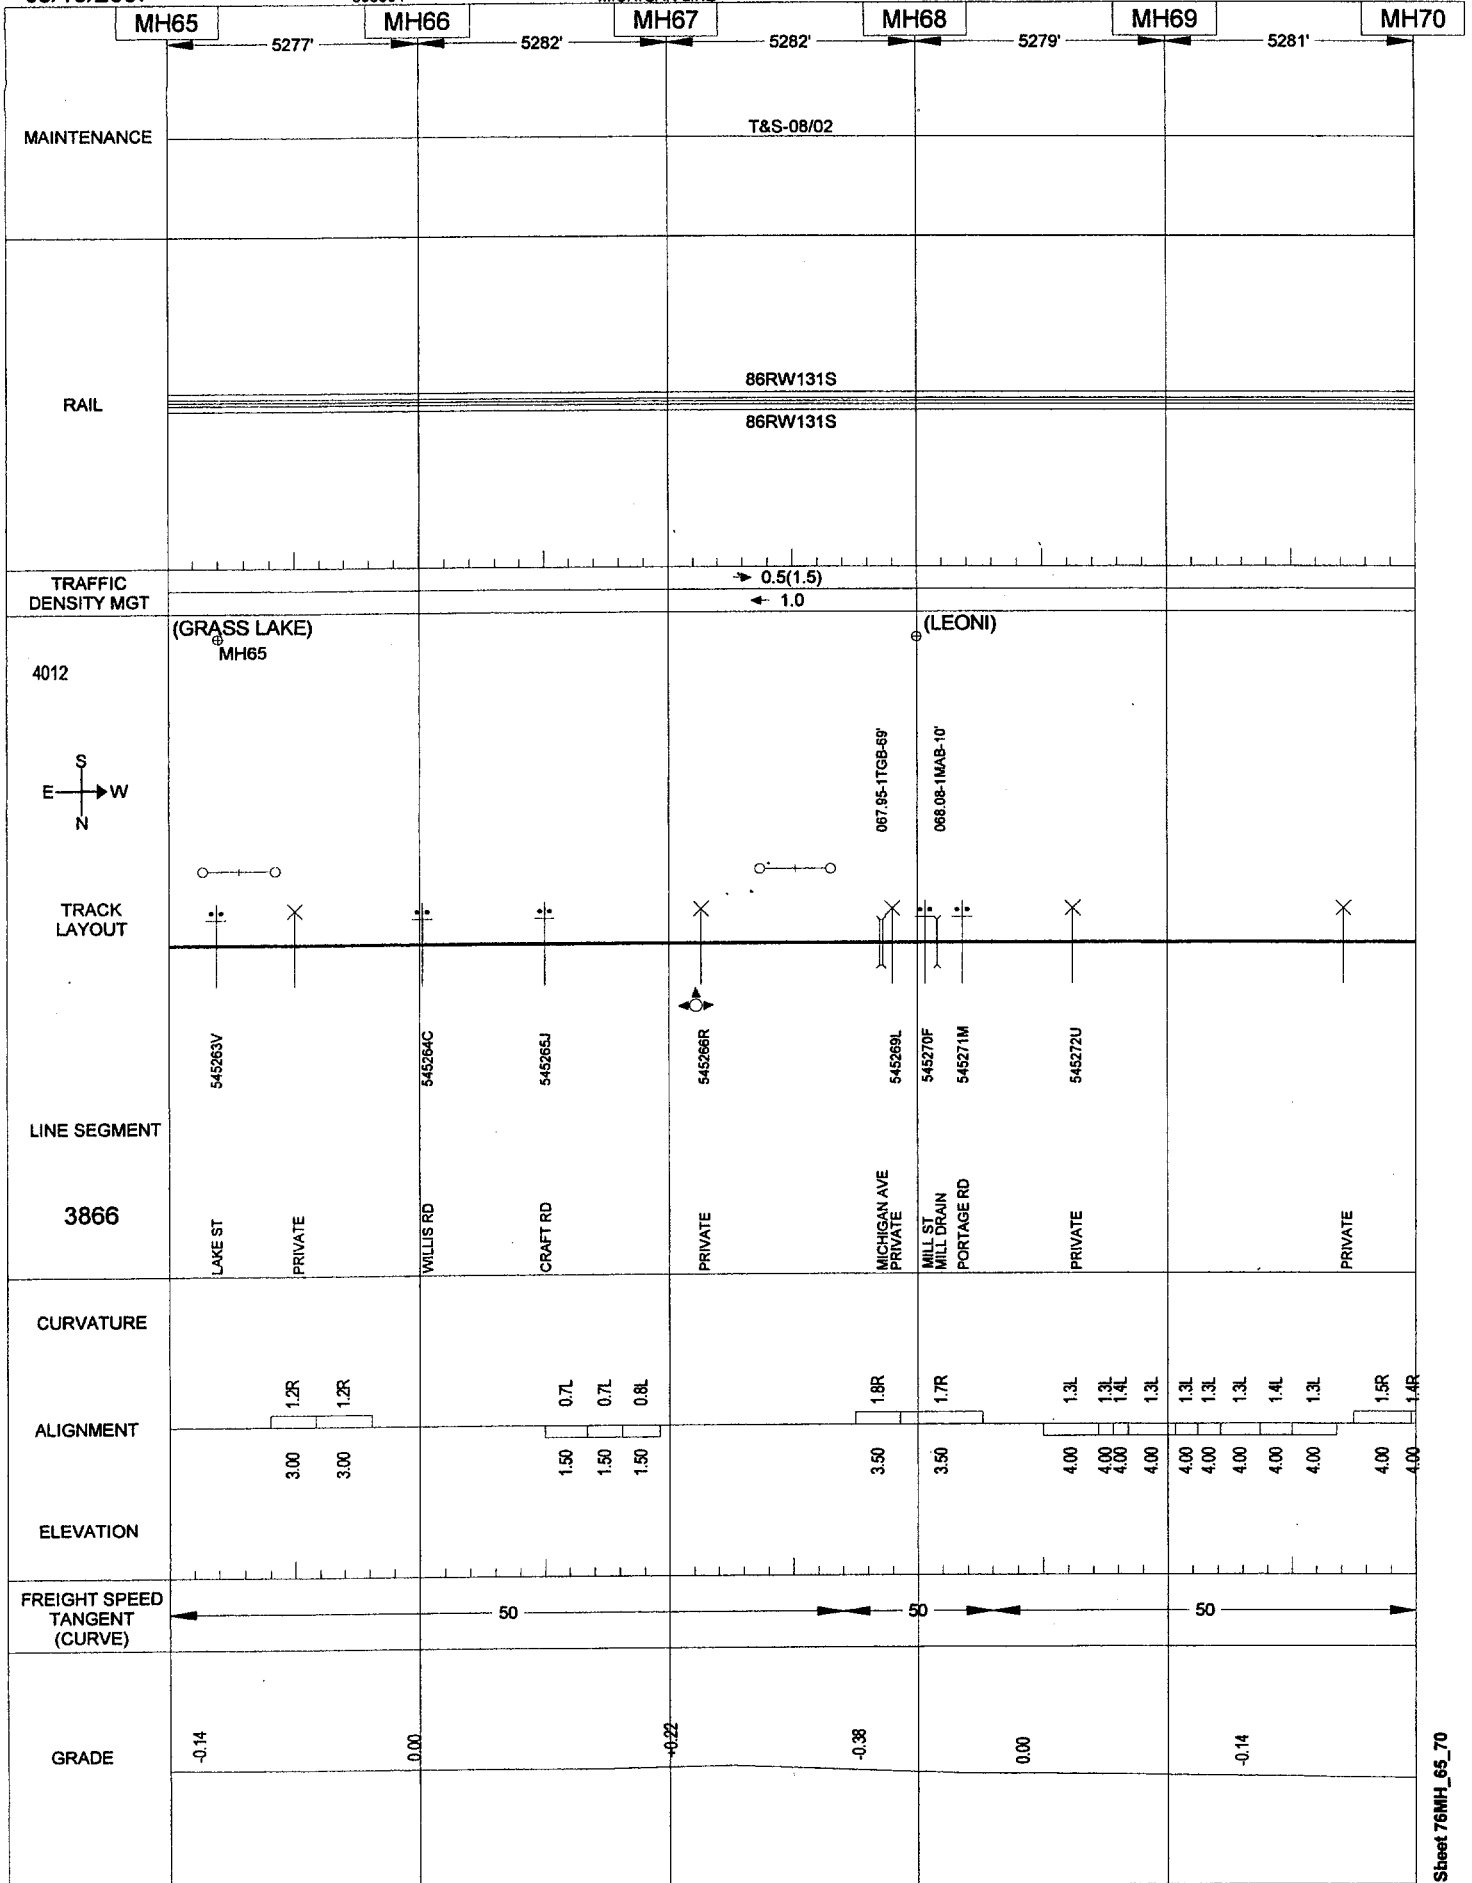 MH65 MH66 MH67 MH68 MH69 MH70
5277' 5282' 5282' 5279' 5281'
MAINTENANCE
T&S-08/02
RAIL
86RW131S
86RW131S
TRAFFIC
DENSITY MGT
0.5(1.5)
1.0
(GRASS LAKE)
MH65
(LEONI)
4012
067.95-1TGB-69'
068.08-1MAB-10'
S
E W
N
TRACK
LAYOUT
545263V
545264C
545265J
545266R
545269L
545270F
545271M
545272U
LINE SEGMENT
3866
LAKE ST
PRIVATE
WILLIS RD
CRAFT RD
PRIVATE
MICHIGAN AVE
PRIVATE
MILL ST
MILL DRAIN
PORTAGE RD
PRIVATE
PRIVATE
CURVATURE
1.2R 1.2R 0.7L 0.7L 0.8L 1.8R 1.7R 1.3L 1.3L 1.4L 1.3L 1.3L 1.3L 1.3L 1.4L 1.3L 1.5R 1.4R
ALIGNMENT
3.00 3.00 1.50 1.50 1.50 3.50 3.50 4.00 4.00 4.00 4.00 4.00 4.00 4.00 4.00 4.00 4.00 4.00
ELEVATION
FREIGHT SPEED
TANGENT
(CURVE)
50 50 50
GRADE
-0.14 0.00 +0.22 -0.38 0.00 -0.14
Sheet 76MH_65_70